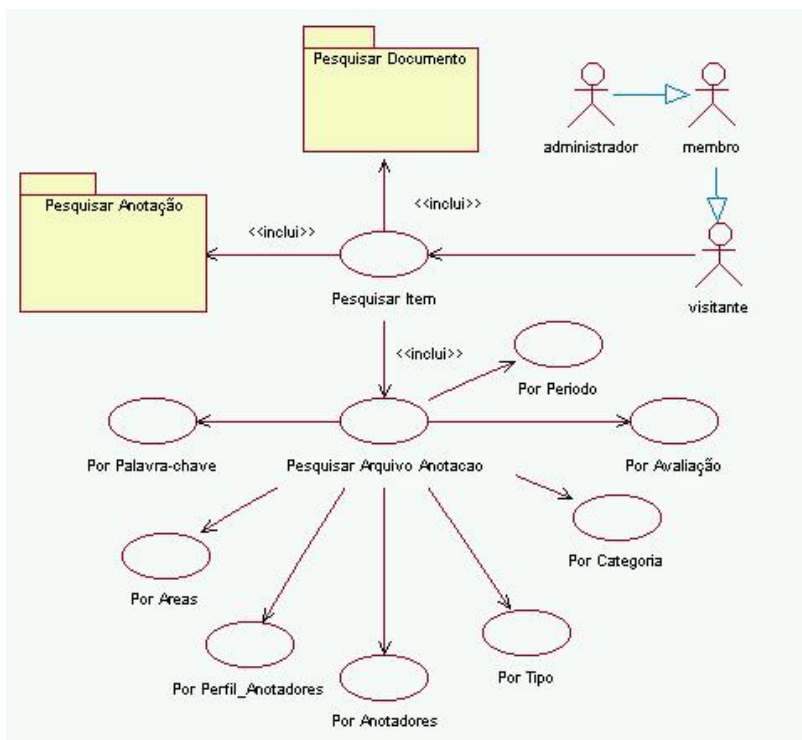 Pesquisar Documento
administrador
membro
Pesquisar Anotação
<<inclui>>
<<inclui>>
Pesquisar Item
visitante
<<inclui>>
Por Periodo
Por Palavra-chave
Pesquisar Arquivo Anotacao
Por Avaliação
Por Categoria
Por Areas
Por Perfil_Anotadores
Por Tipo
Por Anotadores